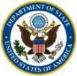 DEPARTMENT OF STATE
UNITED STATES OF AMERICA